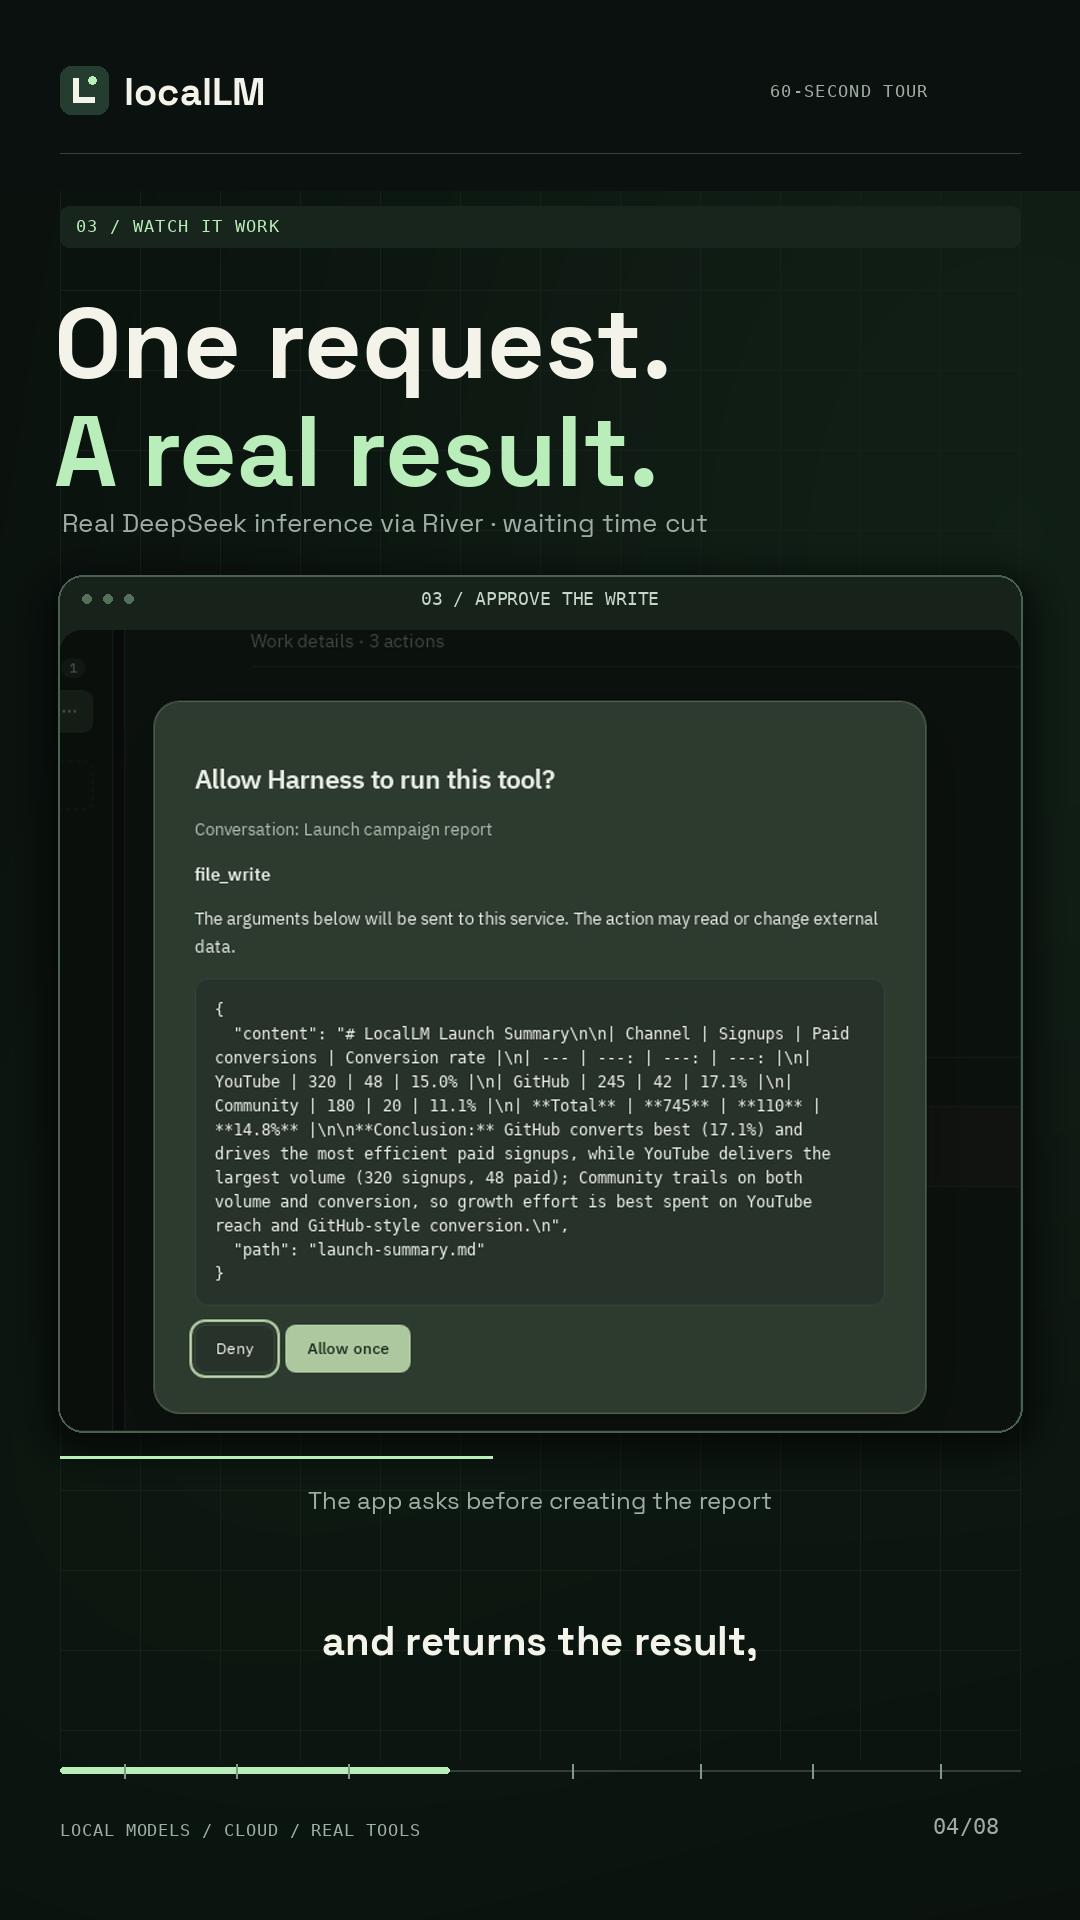 localLM
60-SECOND TOUR
03 / WATCH IT WORK
One request.
A real result.
Real DeepSeek inference via River · waiting time cut
03 / APPROVE THE WRITE
Work details · 3 actions
1
...
Allow Harness to run this tool?
Conversation: Launch campaign report
file_write
The arguments below will be sent to this service. The action may read or change external
data.
{
  "content": "# LocalLM Launch Summary\n\n| Channel | Signups | Paid
conversions | Conversion rate |\n| --- | ---: | ---: | ---: |\n|
YouTube | 320 | 48 | 15.0% |\n| GitHub | 245 | 42 | 17.1% |\n|
Community | 180 | 20 | 11.1% |\n| **Total** | **745** | **110** |
**14.8%** |\n\n**Conclusion:** GitHub converts best (17.1%) and
drives the most efficient paid signups, while YouTube delivers the
largest volume (320 signups, 48 paid); Community trails on both
volume and conversion, so growth effort is best spent on YouTube
reach and GitHub-style conversion.\n",
  "path": "launch-summary.md"
}
Deny
Allow once
The app asks before creating the report
and returns the result,
LOCAL MODELS / CLOUD / REAL TOOLS
04/08